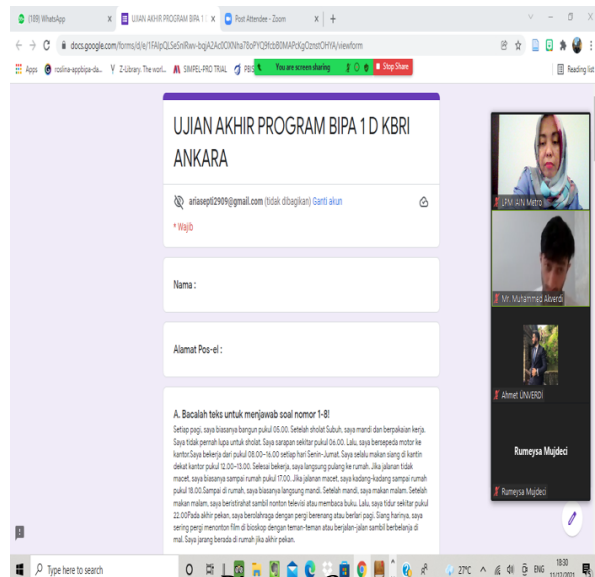 (189) WhatsApp
UJIAN AKHIR PROGRAM BIPA 1
Post Attendee - Zoom
docs.google.com/forms/d/e/
/viewform
Apps
Z-Library. The worl...
SIMPEL-PRO TRIAL
You are screen sharing
Stop Share
Reading list
UJIAN AKHIR PROGRAM BIPA 1 D KBRI
ANKARA
ariasepti2909@gmail.com (tidak dibagikan) Ganti akun
* Wajib
Nama :
Alamat Pos-el :
A. Bacalah teks untuk menjawab soal nomor 1-8!
Setiap pagi, saya biasanya bangun pukul 05.00. Setelah sholat Subuh, saya mandi dan berpakaian kerja.
Saya tidak pernah lupa untuk sholat. Saya sarapan sekitar pukul 06.00. Lalu, saya bersepeda motor ke
kantor.Saya bekerja dari pukul 08.00–16.00 setiap hari Senin-Jumat. Saya selalu makan siang di kantin
dekat kantor pukul 12.00–13.00. Selesai bekerja, saya langsung pulang ke rumah. Jika jalanan tidak
macet, saya biasanya sampai rumah pukul 17.00. Jika jalanan macet, saya kadang-kadang sampai rumah
pukul 18.00.Sampai di rumah, saya biasanya langsung mandi. Setelah mandi, saya makan malam. Setelah
makan malam, saya beristirahat sambil nonton televisi atau membaca buku. Lalu, saya tidur sekitar pukul
22.00Pada akhir pekan, saya berolahraga dengan pergi berenang atau berlari pagi. Siang harinya, saya
sering pergi menonton film di bioskop dengan teman-teman atau berjalan-jalan sambil berbelanja di
mal. Saya jarang berada di rumah jika akhir pekan.
LPM IAIN Metro
Mr. Muhammed Akverdi
Ahmet ÜNVERDİ
Rumeysa Mujdeci
Rumeysa Mujdeci
Type here to search
27°C
ENG
18:30
11/12/2021